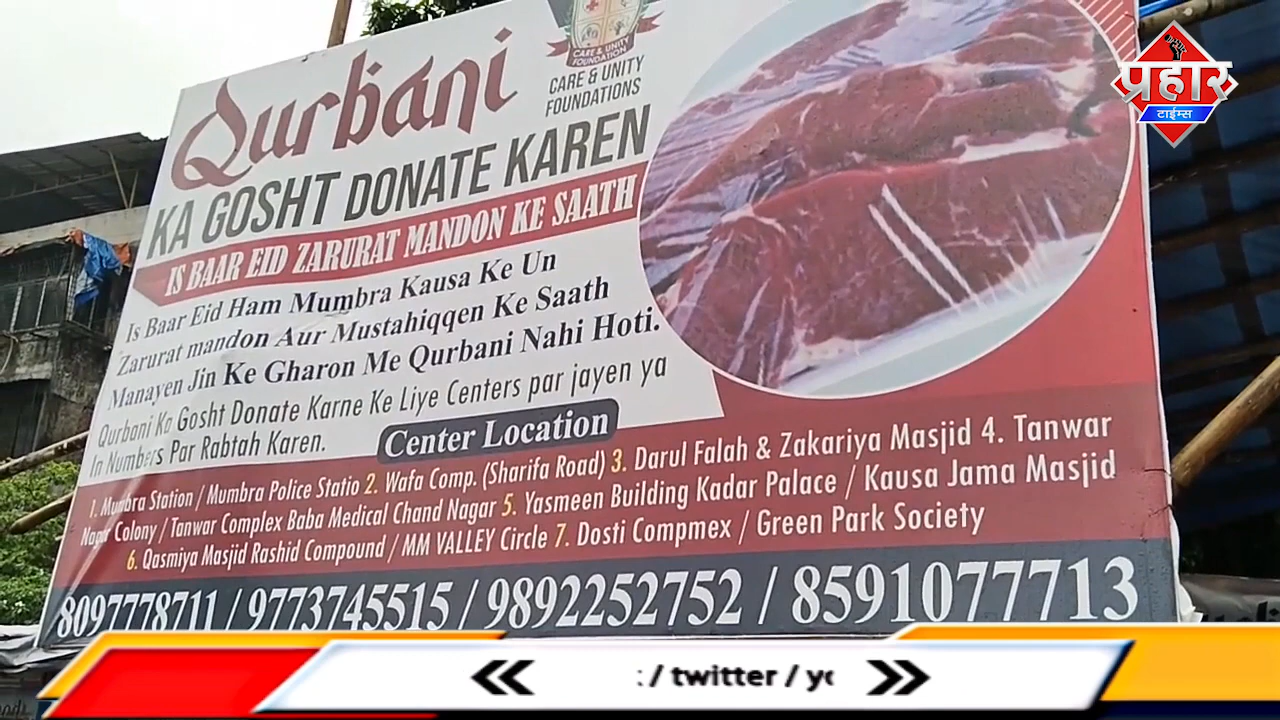 CARE & UNITY
FOUNDATION
CARE & UNITY
FOUNDATIONS
Qurbani
KA GOSHT DONATE KAREN
IS BAAR EID ZARURAT MANDON KE SAATH
Is Baar Eid Ham Mumbra Kausa Ke Un
Zarurat mandon Aur Mustahiqqen Ke Saath
Manayen Jin Ke Gharon Me Qurbani Nahi Hoti.
Qurbani Ka Gosht Donate Karne Ke Liye Centers par jayen ya
In Numbers Par Rabtah Karen.
Center Location
1. Mumbra Station / Mumbra Police Statio 2. Wafa Comp. (Sharifa Road) 3. Darul Falah & Zakariya Masjid 4. Tanwar
Nagar Colony / Tanwar Complex Baba Medical Chand Nagar 5. Yasmeen Building Kadar Palace / Kausa Jama Masjid
6. Qasmiya Masjid Rashid Compound / MM VALLEY Circle 7. Dosti Compmex / Green Park Society
8097778711 / 9773745515 / 9892252752 / 8591077713
प्रहार
टाईम्स
/ twitter / yo